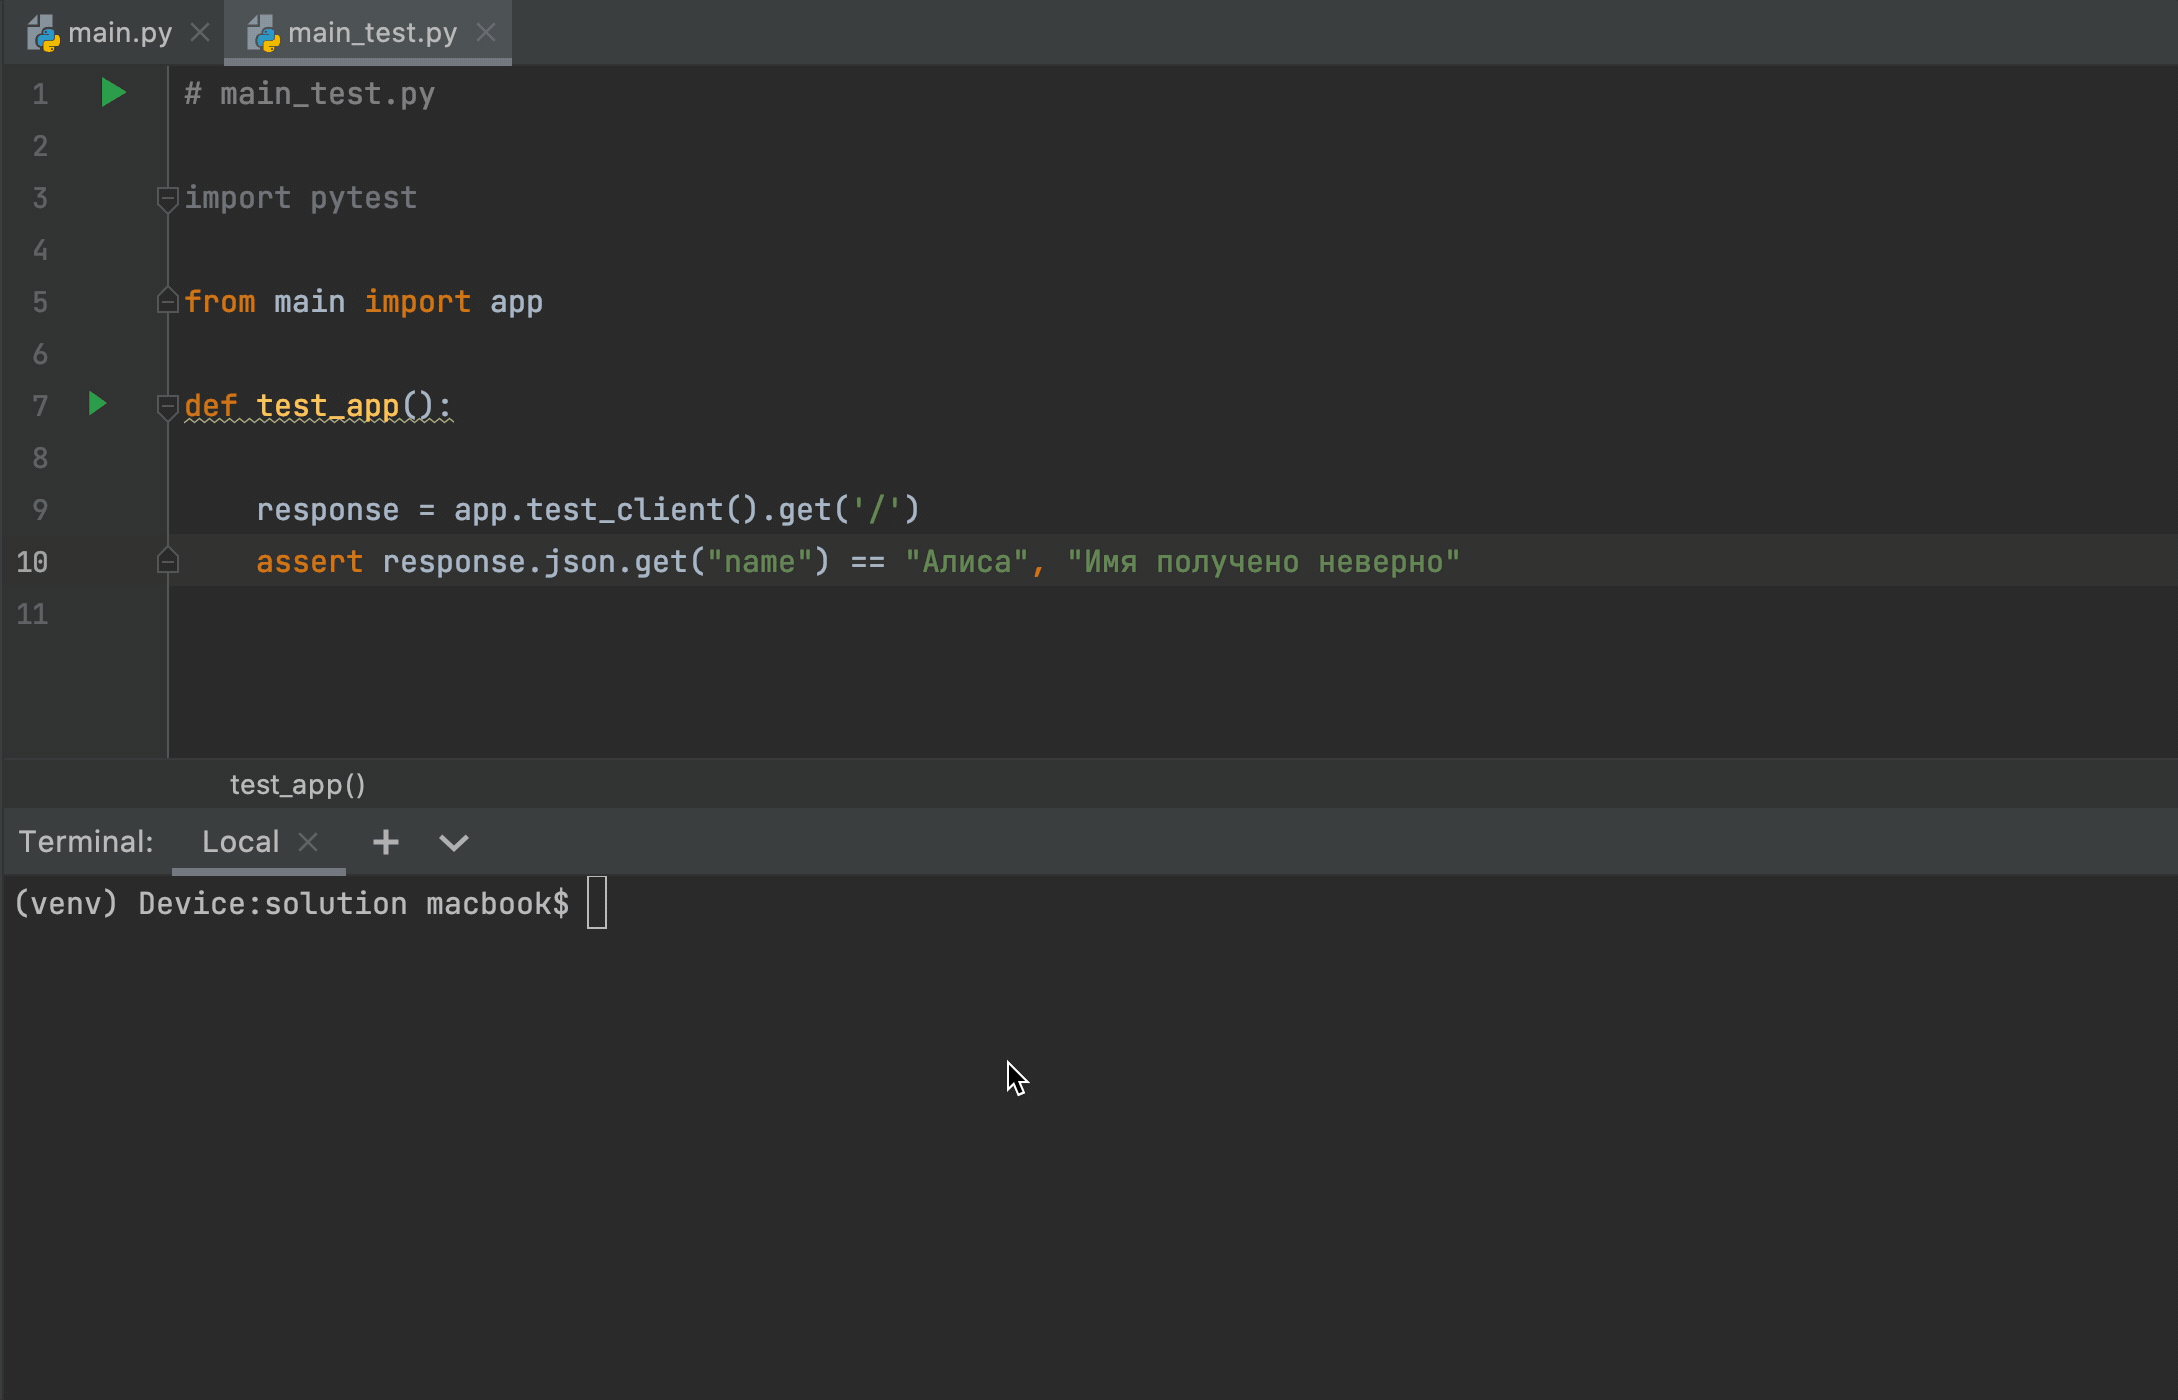 main.py main_test.py
1 # main_test.py
2
3 import pytest
4
5 from main import app
6
7 def test_app():
8
9 response = app.test_client().get('/')
10 assert response.json.get("name") == "Алиса", "Имя получено неверно"
11
test_app()
Terminal: Local
(venv) Device:solution macbook$